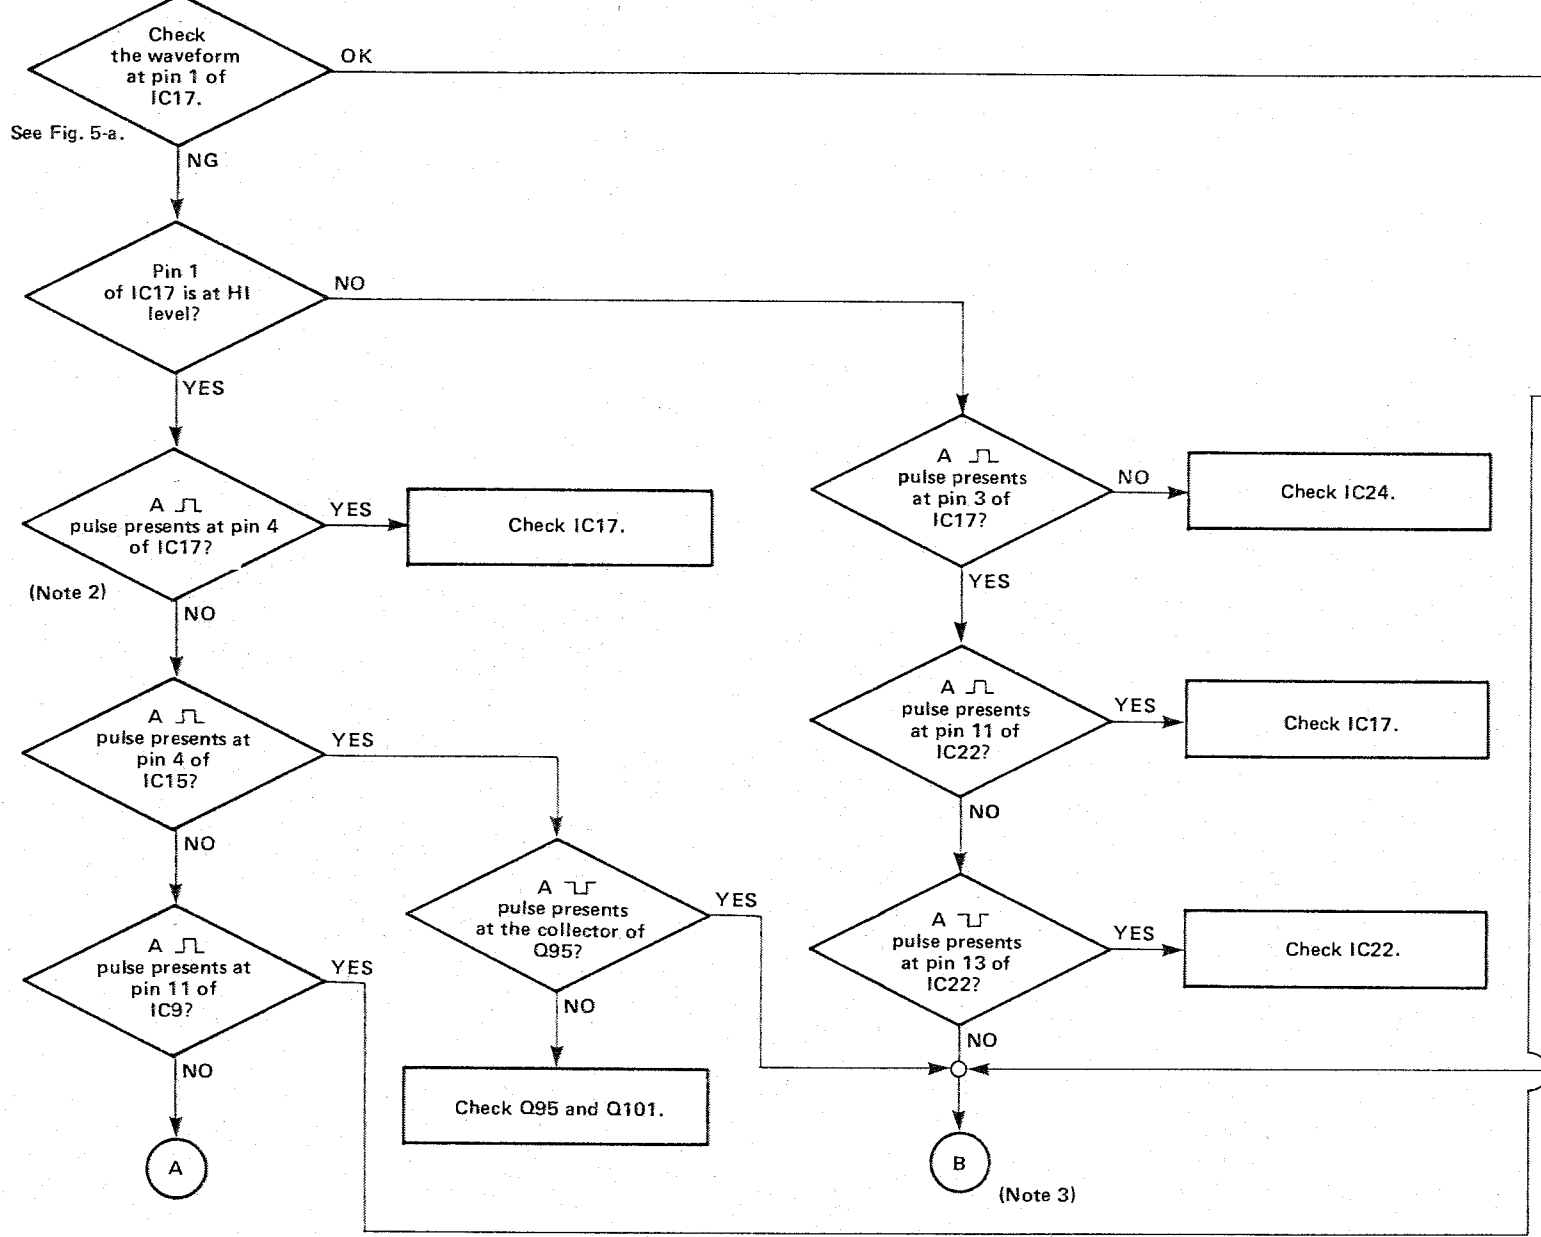 Check
the waveform
at pin 1 of
IC17.
OK
See Fig. 5-a.
NG
Pin 1
of IC17 is at HI
level?
NO
YES
A
pulse presents at pin 4
of IC17?
YES
Check IC17.
(Note 2)
NO
A
pulse presents at
pin 4 of
IC15?
YES
NO
A
pulse presents at
pin 11 of
IC9?
YES
NO
A
A
pulse presents
at the collector of
Q95?
YES
NO
Check Q95 and Q101.
A
pulse presents
at pin 3 of
IC17?
NO
Check IC24.
YES
A
pulse presents
at pin 11 of
IC22?
YES
Check IC17.
NO
A
pulse presents
at pin 13 of
IC22?
YES
Check IC22.
NO
B
(Note 3)